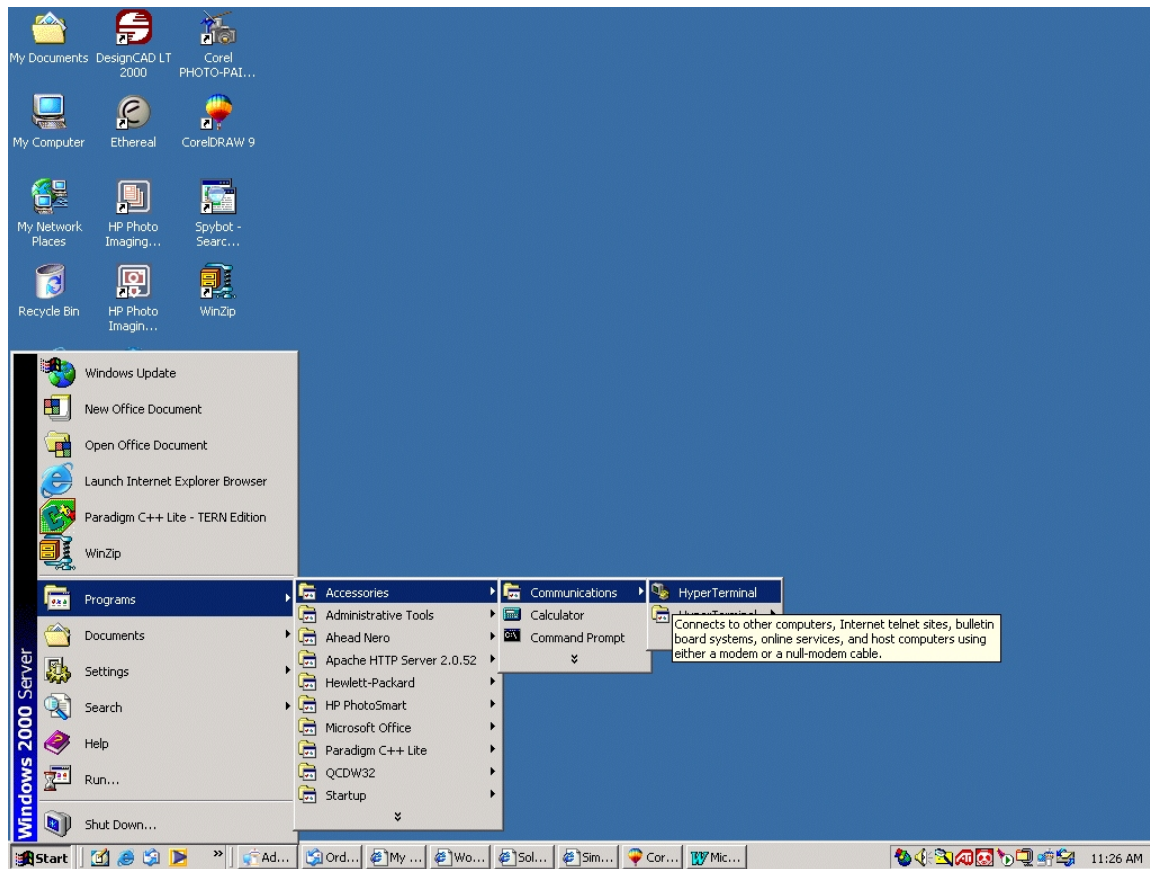 My Documents
DesignCAD LT
2000
Corel
PHOTO-PAI...
My Computer
Ethereal
CorelDRAW 9
My Network
Places
HP Photo
Imaging...
Spybot -
Searc...
Recycle Bin
HP Photo
Imagin...
WinZip
Windows 2000 Server
Windows Update
New Office Document
Open Office Document
Launch Internet Explorer Browser
Paradigm C++ Lite - TERN Edition
WinZip
Programs
Documents
Settings
Search
Help
Run...
Shut Down...
Accessories
Administrative Tools
Ahead Nero
Apache HTTP Server 2.0.52
Hewlett-Packard
HP PhotoSmart
Microsoft Office
Paradigm C++ Lite
QCDW32
Startup
Communications
Calculator
Command Prompt
HyperTerminal
HyperTerminal
Connects to other computers, Internet telnet sites, bulletin
board systems, online services, and host computers using
either a modem or a null-modem cable.
Start
»
Ad...
Ord...
My ...
Wo...
Sol...
Sim...
Cor...
Mic...
11:26 AM